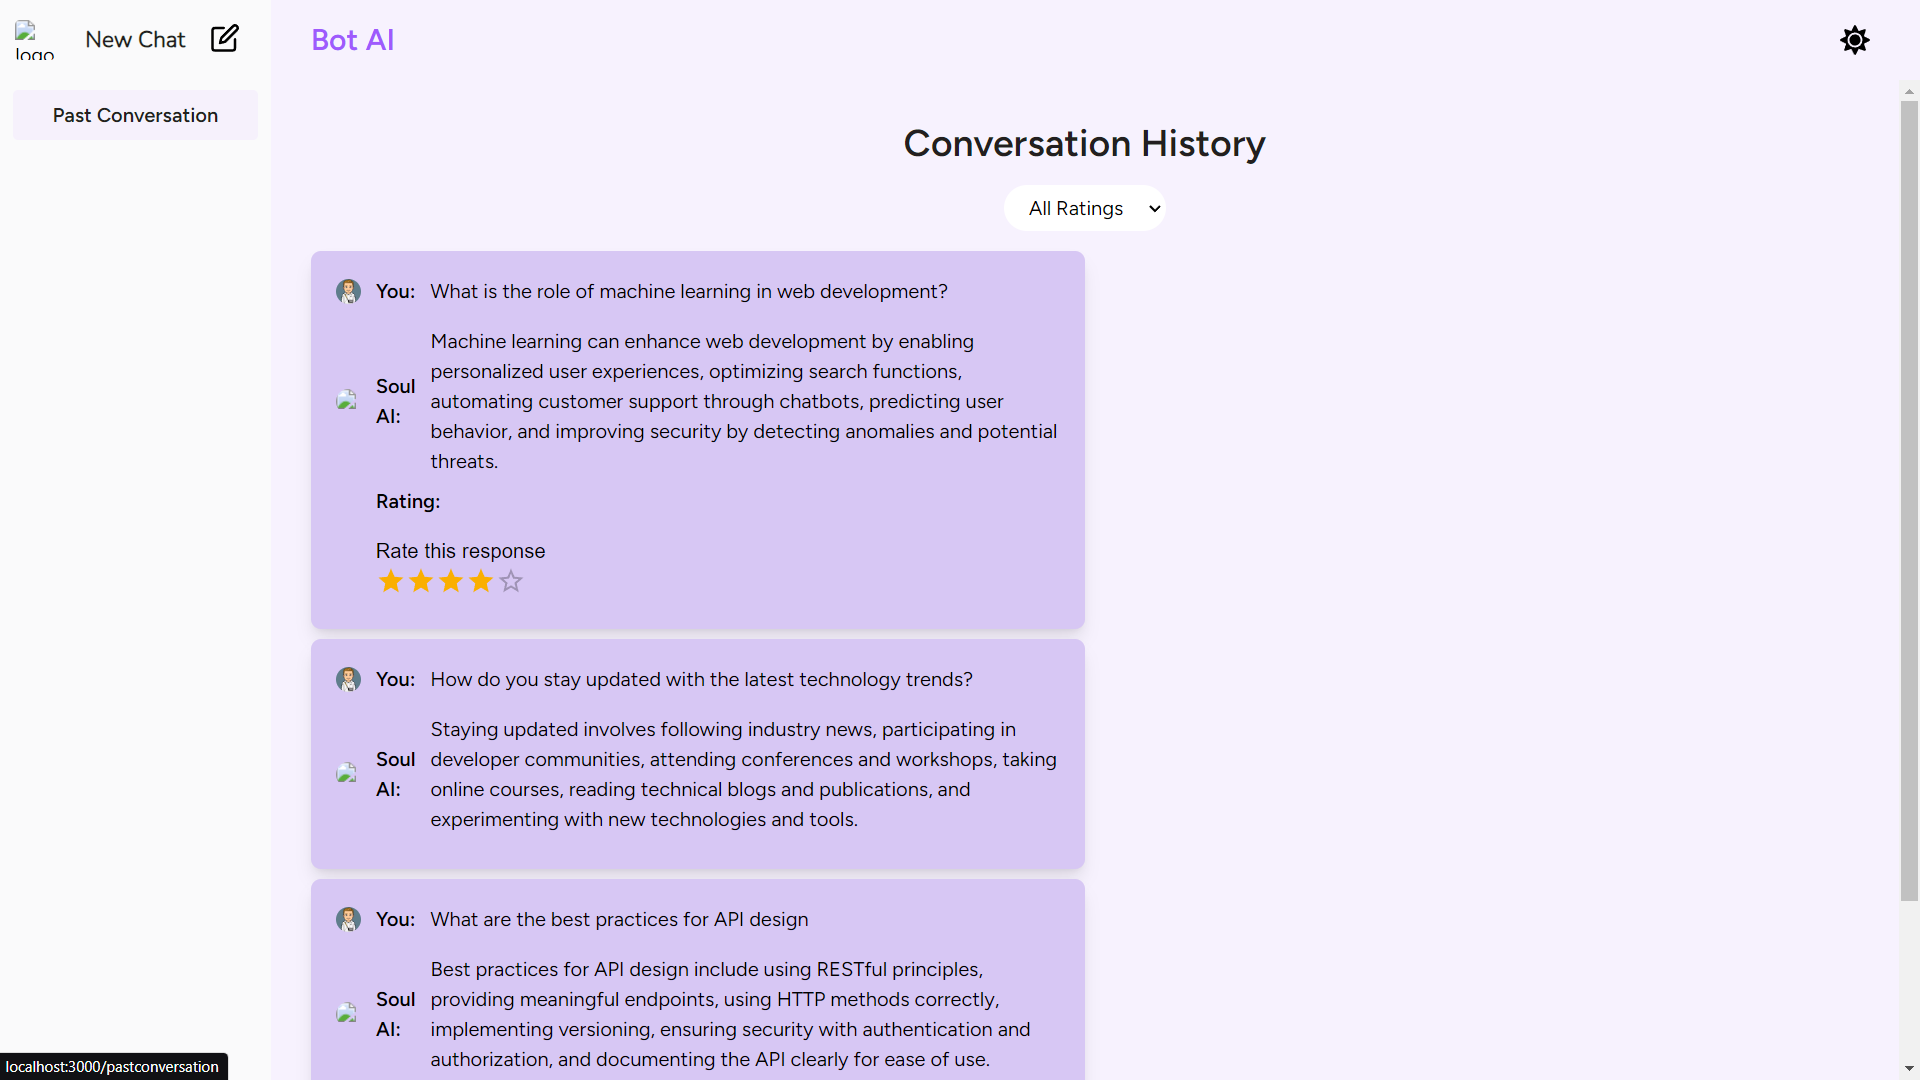 logo
New Chat
Past Conversation
Bot AI
Conversation History
All Ratings
You: What is the role of machine learning in web development?
Soul AI:
Machine learning can enhance web development by enabling
personalized user experiences, optimizing search functions,
automating customer support through chatbots, predicting user
behavior, and improving security by detecting anomalies and potential
threats.
Rating:
Rate this response
You: How do you stay updated with the latest technology trends?
Soul AI:
Staying updated involves following industry news, participating in
developer communities, attending conferences and workshops, taking
online courses, reading technical blogs and publications, and
experimenting with new technologies and tools.
You: What are the best practices for API design
Soul AI:
Best practices for API design include using RESTful principles,
providing meaningful endpoints, using HTTP methods correctly,
implementing versioning, ensuring security with authentication and
authorization, and documenting the API clearly for ease of use.
localhost:3000/pastconversation